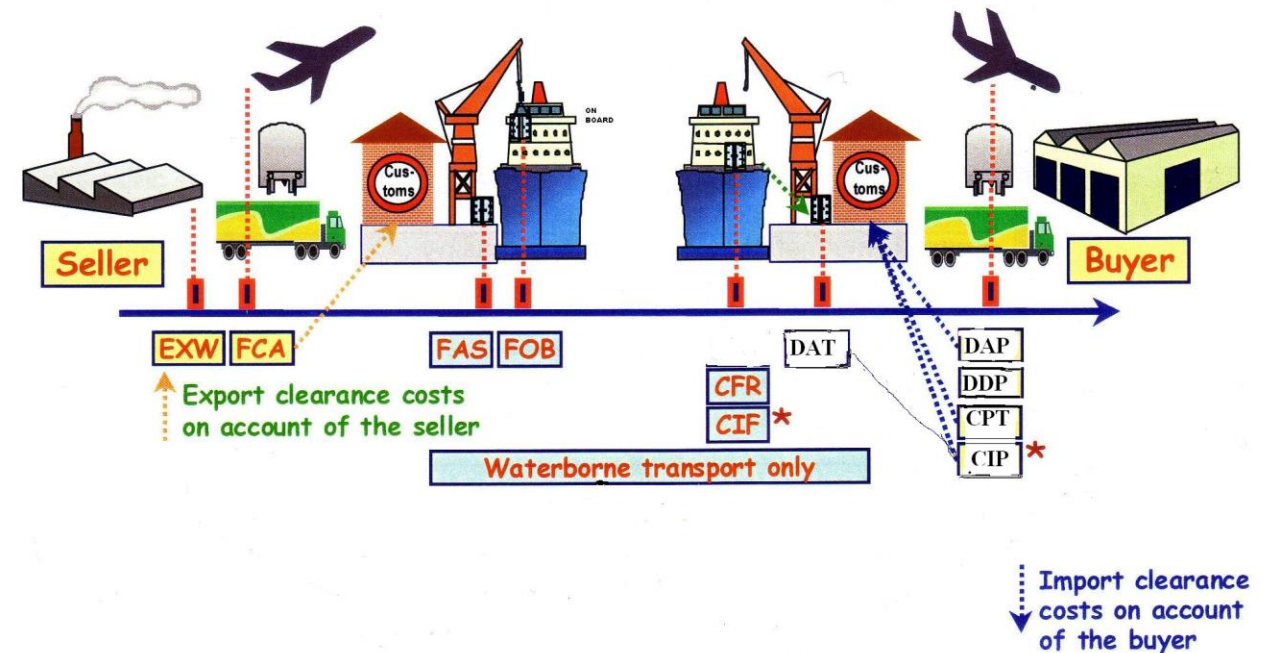 ON
BOARD
Cus-
toms
Cus-
toms
Seller
Buyer
EXW
FCA
FAS
FOB
DAT
DAP
DDP
CFR
CPT
CIF *
CIP *
Export clearance costs
on account of the seller
Waterborne transport only
Import clearance
costs on account
of the buyer